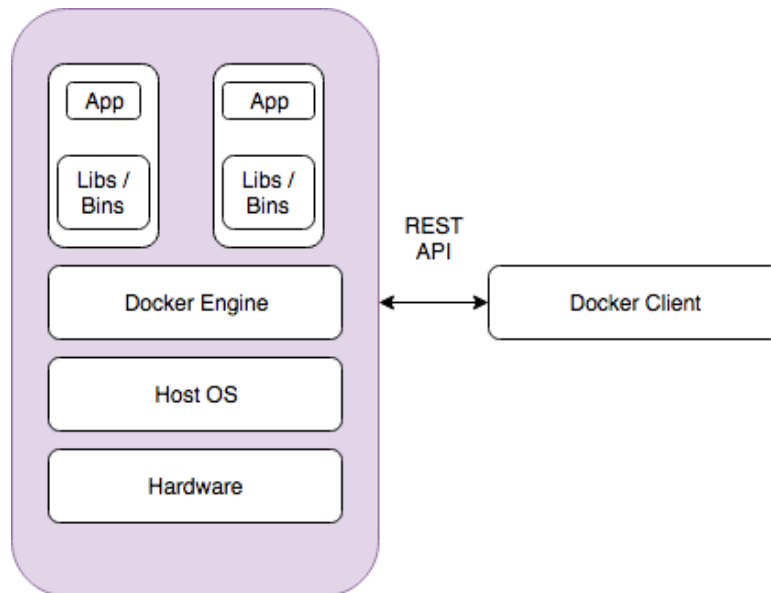 App
App
Libs /
Bins
Libs /
Bins
REST
API
Docker Engine
Docker Client
Host OS
Hardware